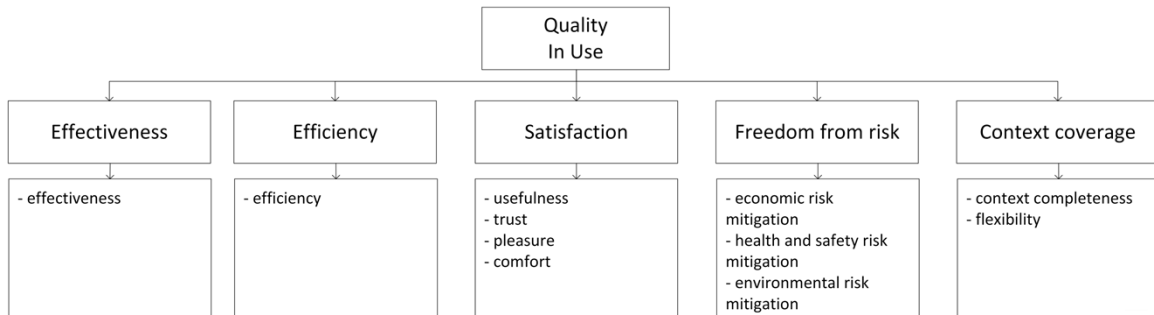 Quality
In Use
Effectiveness
Efficiency
Satisfaction
Freedom from risk
Context coverage
- effectiveness
- efficiency
- usefulness
- trust
- pleasure
- comfort
- economic risk
mitigation
- health and safety risk
mitigation
- environmental risk
mitigation
- context completeness
- flexibility